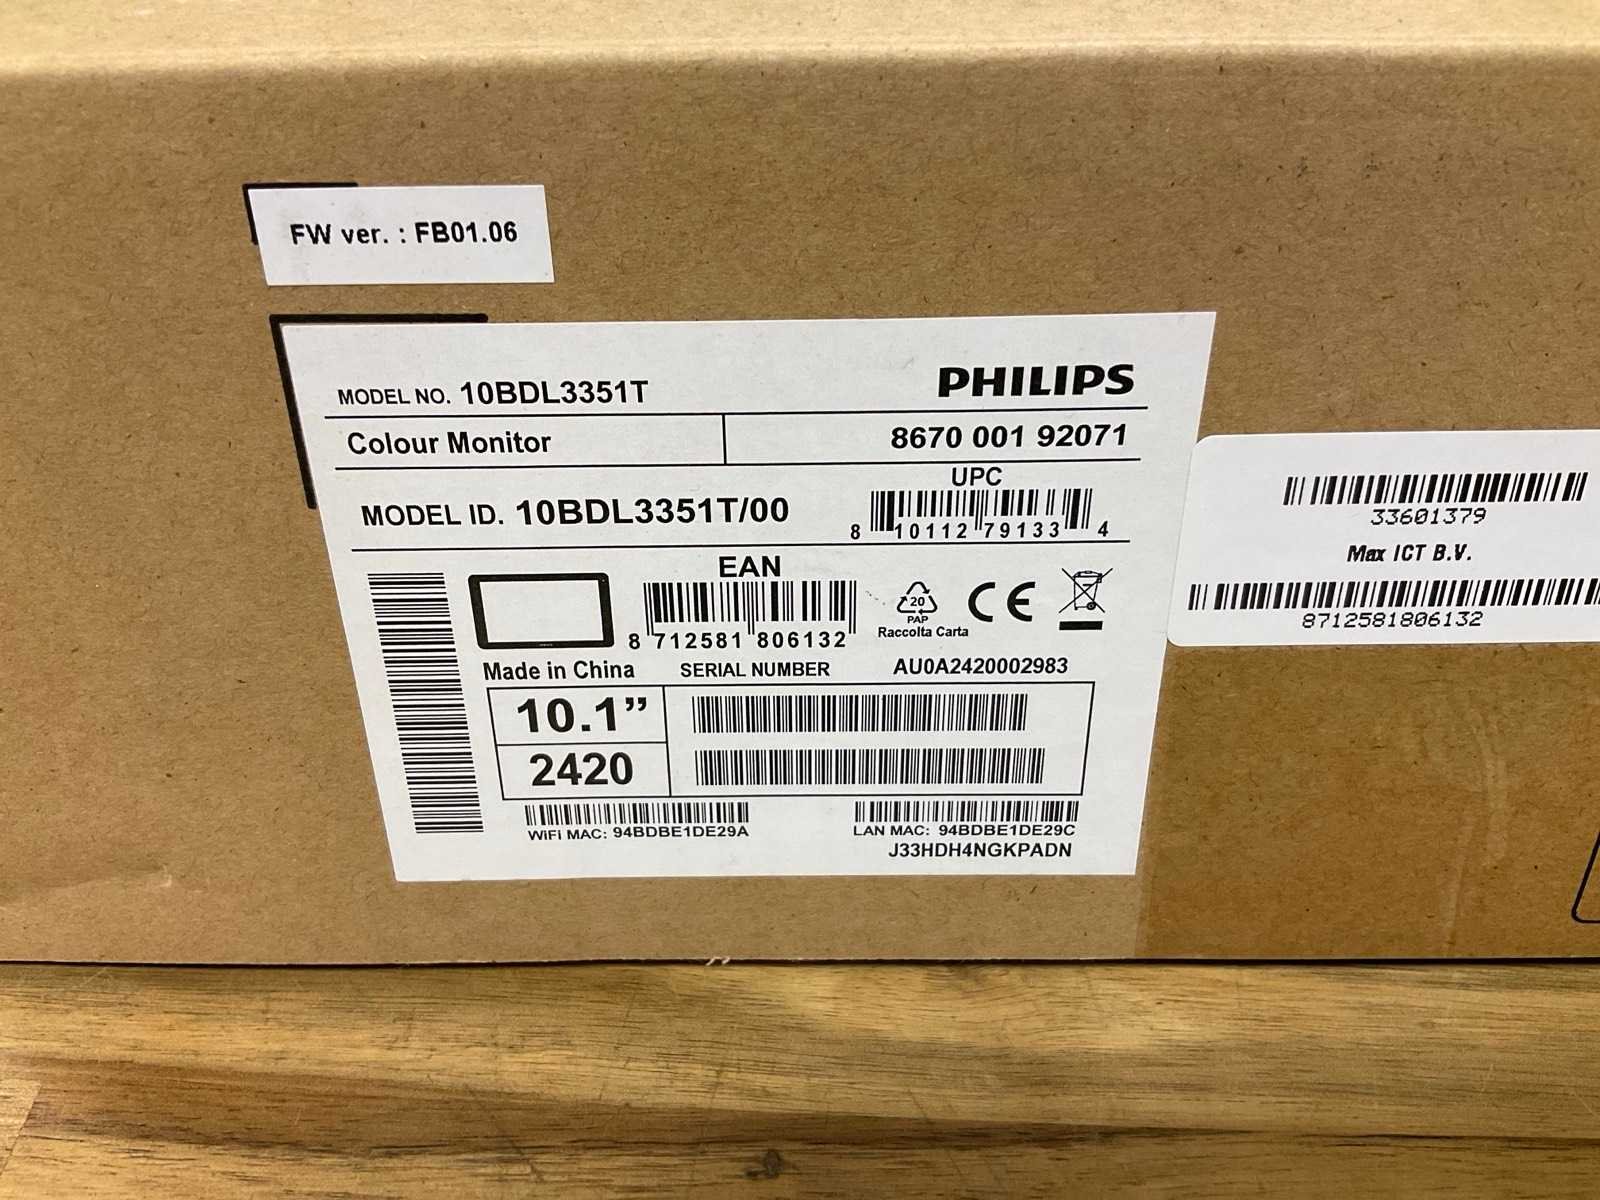 FW ver. : FB01.06
MODEL NO. 10BDL3351T
PHILIPS
Colour Monitor
8670 001 92071
MODEL ID. 10BDL3351T/00
UPC
8 10112 79133 4
EAN
8 712581 806132
20
PAP
Raccolta Carta
CE
Made in China
SERIAL NUMBER
AU0A2420002983
10.1”
2420
WiFi MAC: 94BDBE1DE29A
LAN MAC: 94BDBE1DE29C
J33HDH4NGKPADN
33601379
Max ICT B.V.
8712581806132